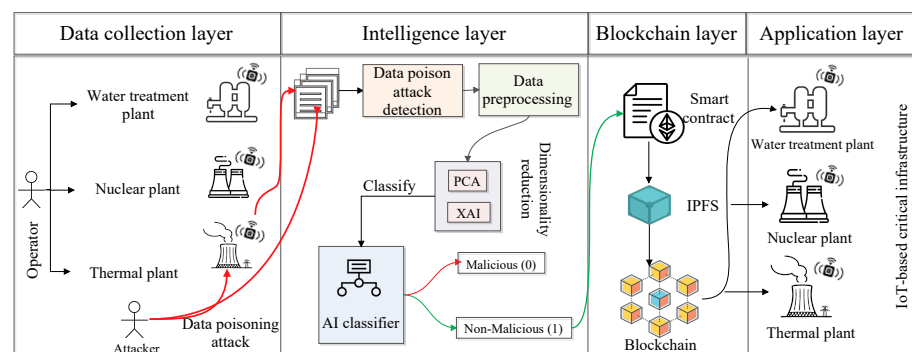 Data collection layer
Intelligence layer
Blockchain layer
Application layer
Operator
Water treatment
plant
Nuclear plant
Thermal plant
Attacker
Data poisoning
attack
Data poison
attack
detection
Data
preprocessing
Dimensionality
reduction
PCA
XAI
Classify
AI classifier
Malicious (0)
Non-Malicious (1)
Smart
contract
IPFS
Blockchain
Water treatment plant
Nuclear plant
Thermal plant
IoT-based critical infrastructure